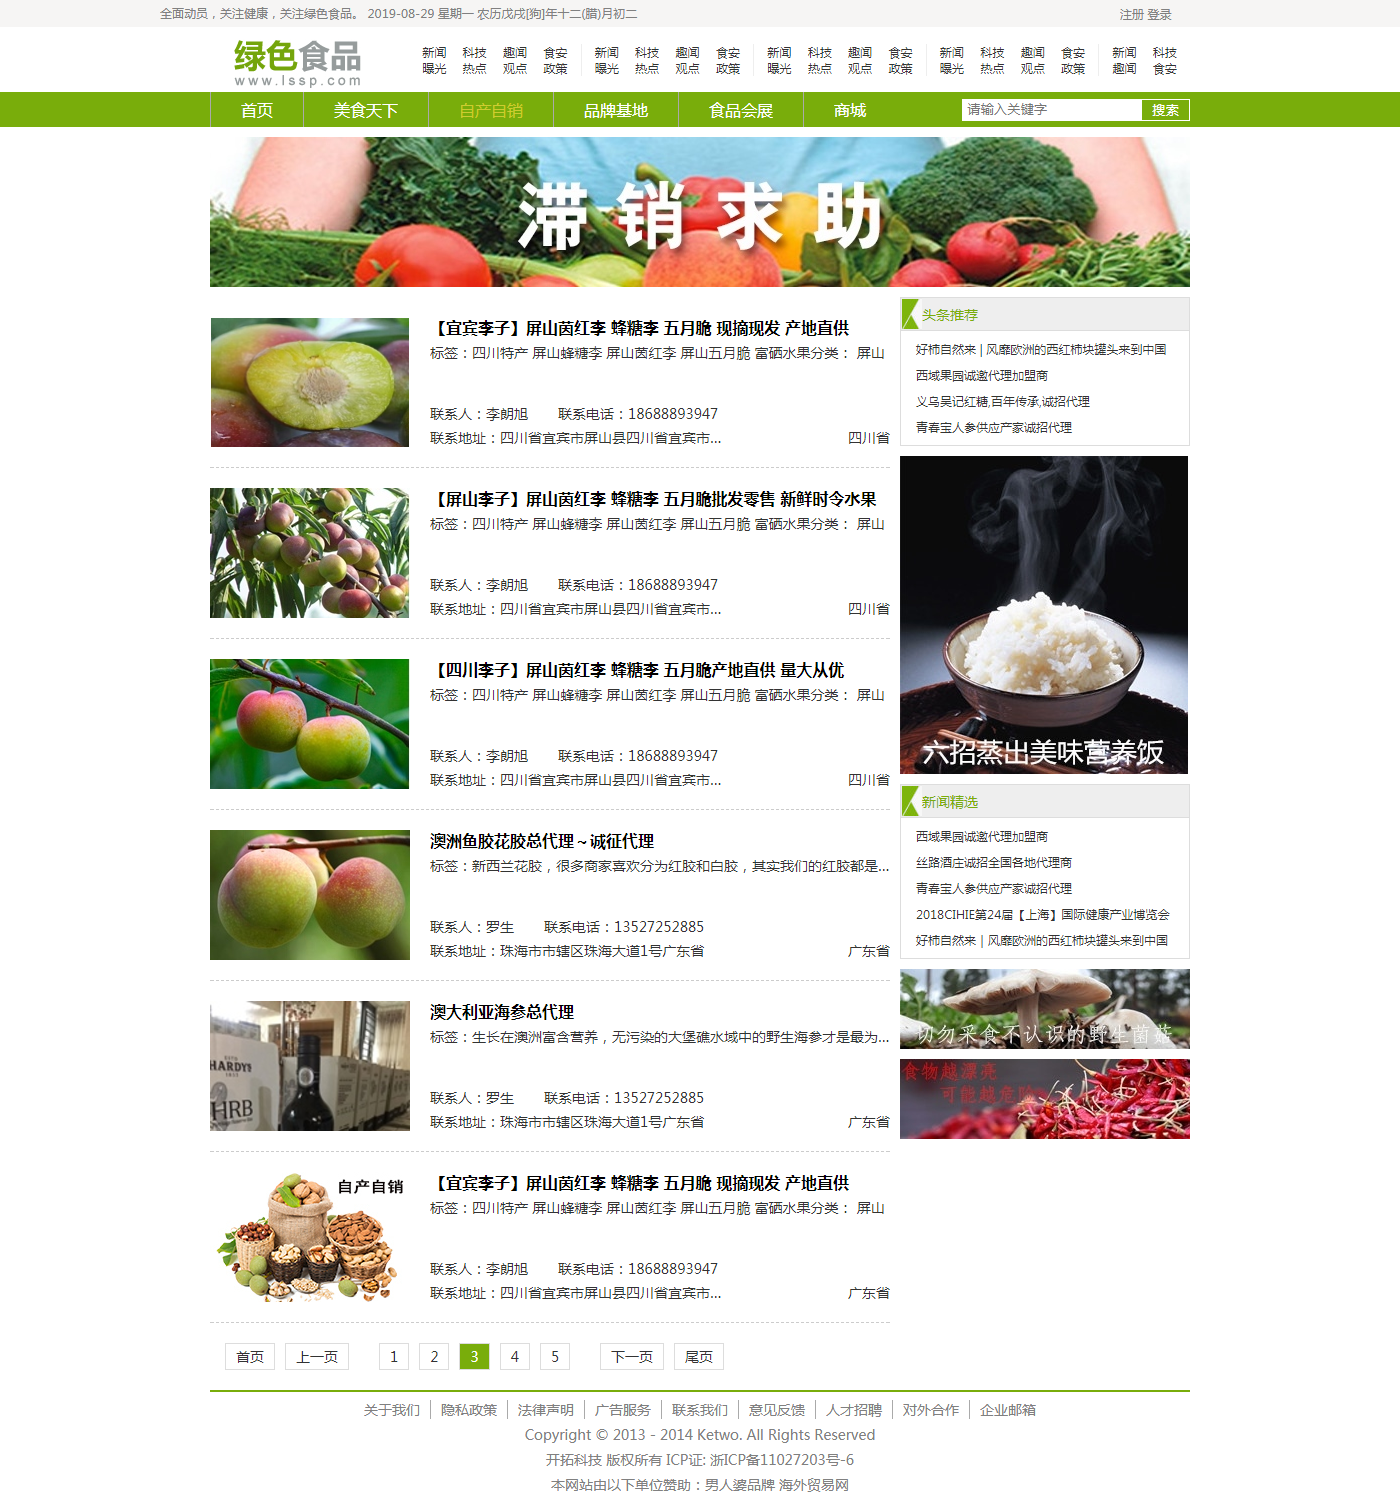 全面动员，关注健康，关注绿色食品。 2019-08-29 星期一 农历戊戌[狗]年十二(腊)月初二
注册 登录
绿色食品
www.lssp.com
新闻 科技 趣闻 食安 新闻 科技 趣闻 食安 新闻 科技 趣闻 食安 新闻 科技 趣闻 食安 新闻 科技
曝光 热点 观点 政策 曝光 热点 观点 政策 曝光 热点 观点 政策 曝光 热点 观点 政策 趣闻 食安
首页 美食天下 自产自销 品牌基地 食品会展 商城 请输入关键字 搜索
滞销求助
【宜宾李子】屏山茵红李 蜂糖李 五月脆 现摘现发 产地直供
标签：四川特产 屏山蜂糖李 屏山茵红李 屏山五月脆 富硒水果分类： 屏山
联系人：李朗旭 联系电话：18688893947
联系地址：四川省宜宾市屏山县四川省宜宾市... 四川省
【屏山李子】屏山茵红李 蜂糖李 五月脆批发零售 新鲜时令水果
标签：四川特产 屏山蜂糖李 屏山茵红李 屏山五月脆 富硒水果分类： 屏山
联系人：李朗旭 联系电话：18688893947
联系地址：四川省宜宾市屏山县四川省宜宾市... 四川省
【四川李子】屏山茵红李 蜂糖李 五月脆产地直供 量大从优
标签：四川特产 屏山蜂糖李 屏山茵红李 屏山五月脆 富硒水果分类： 屏山
联系人：李朗旭 联系电话：18688893947
联系地址：四川省宜宾市屏山县四川省宜宾市... 四川省
澳洲鱼胶花胶总代理～诚征代理
标签：新西兰花胶，很多商家喜欢分为红胶和白胶，其实我们的红胶都是...
联系人：罗生 联系电话：13527252885
联系地址：珠海市市辖区珠海大道1号广东省 广东省
HARDYS
HRB
澳大利亚海参总代理
标签：生长在澳洲富含营养，无污染的大堡礁水域中的野生海参才是最为...
联系人：罗生 联系电话：13527252885
联系地址：珠海市市辖区珠海大道1号广东省 广东省
自产自销
【宜宾李子】屏山茵红李 蜂糖李 五月脆 现摘现发 产地直供
标签：四川特产 屏山蜂糖李 屏山茵红李 屏山五月脆 富硒水果分类： 屏山
联系人：李朗旭 联系电话：18688893947
联系地址：四川省宜宾市屏山县四川省宜宾市... 广东省
首页 上一页 1 2 3 4 5 下一页 尾页
头条推荐
好柿自然来 | 风靡欧洲的西红柿块罐头来到中国
西域果园诚邀代理加盟商
义乌吴记红糖,百年传承,诚招代理
青春宝人参供应产家诚招代理
六招蒸出美味营养饭
新闻精选
西域果园诚邀代理加盟商
丝路酒庄诚招全国各地代理商
青春宝人参供应产家诚招代理
2018CIHIE第24届【上海】国际健康产业博览会
好柿自然来｜风靡欧洲的西红柿块罐头来到中国
切勿采食不认识的野生菌菇
食物越漂亮
可能越危险
关于我们 隐私政策 法律声明 广告服务 联系我们 意见反馈 人才招聘 对外合作 企业邮箱
Copyright © 2013 - 2014 Ketwo. All Rights Reserved
开拓科技 版权所有 ICP证: 浙ICP备11027203号-6
本网站由以下单位赞助：男人婆品牌 海外贸易网